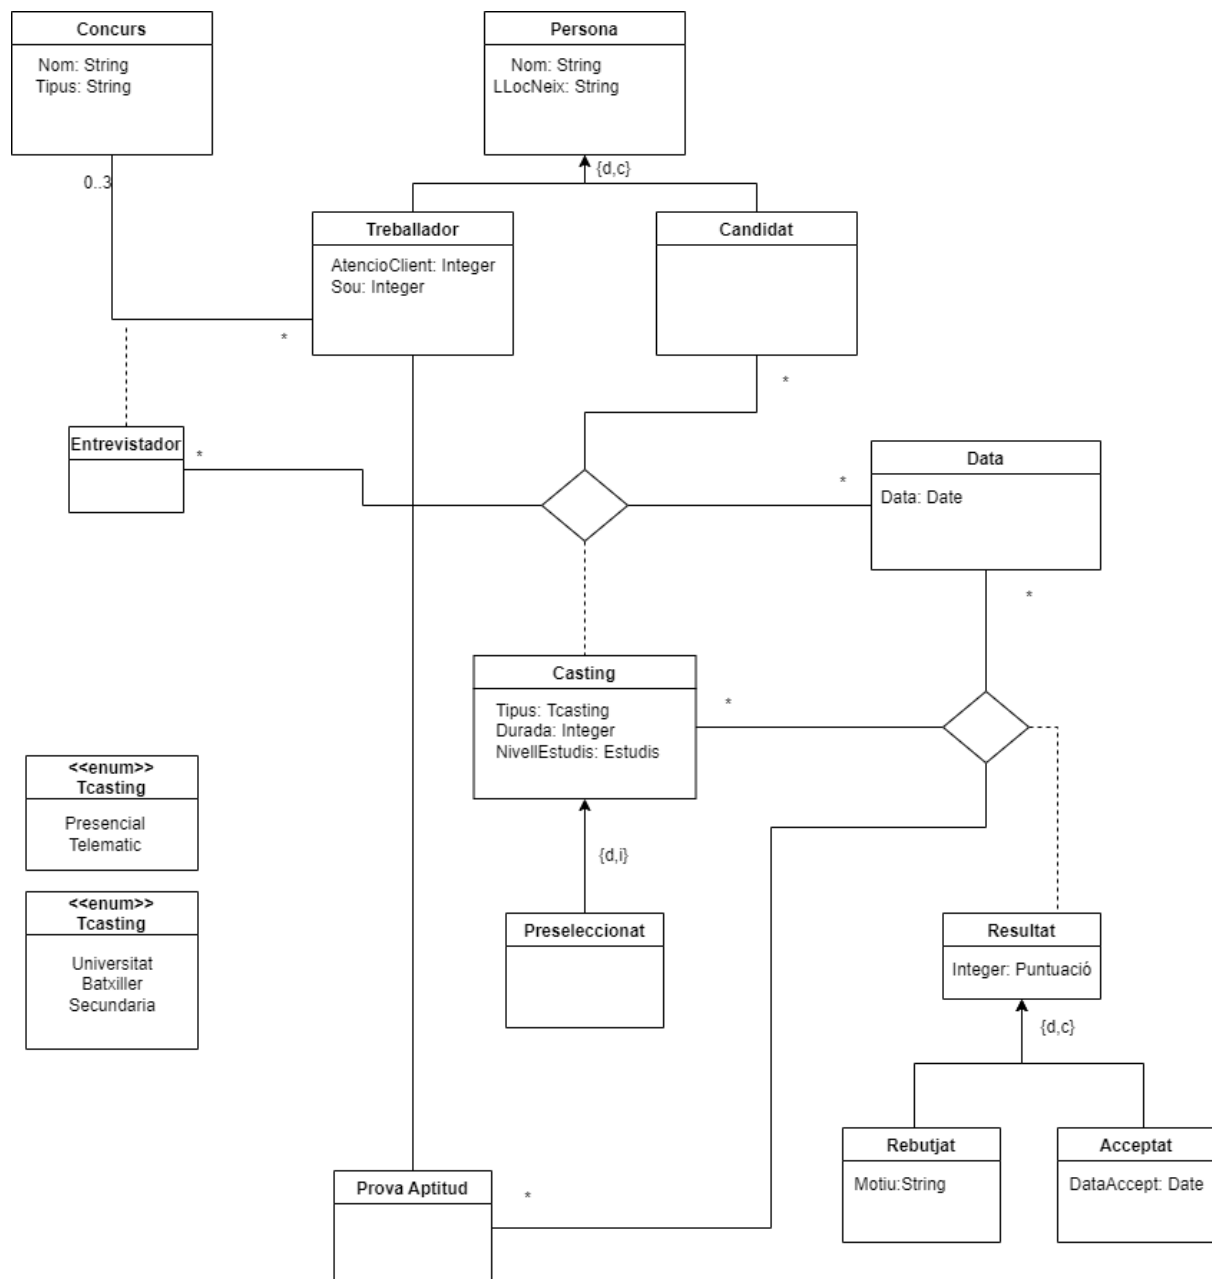 Concurs
Nom: String
Tipus: String
Persona
Nom: String
LLocNeix: String
0..3
{d,c}
Treballador
AtencioClient: Integer
Sou: Integer
*
Candidat
*
Entrevistador
*
Data
Data: Date
*
*
Casting
Tipus: Tcasting
Durada: Integer
NivellEstudis: Estudis
*
<<enum>>
Tcasting
Presencial
Telematic
{d,i}
<<enum>>
Tcasting
Universitat
Batxiller
Secundaria
Preseleccionat
Resultat
Integer: Puntuació
{d,c}
Rebutjat
Motiu:String
Acceptat
DataAccept: Date
Prova Aptitud
*